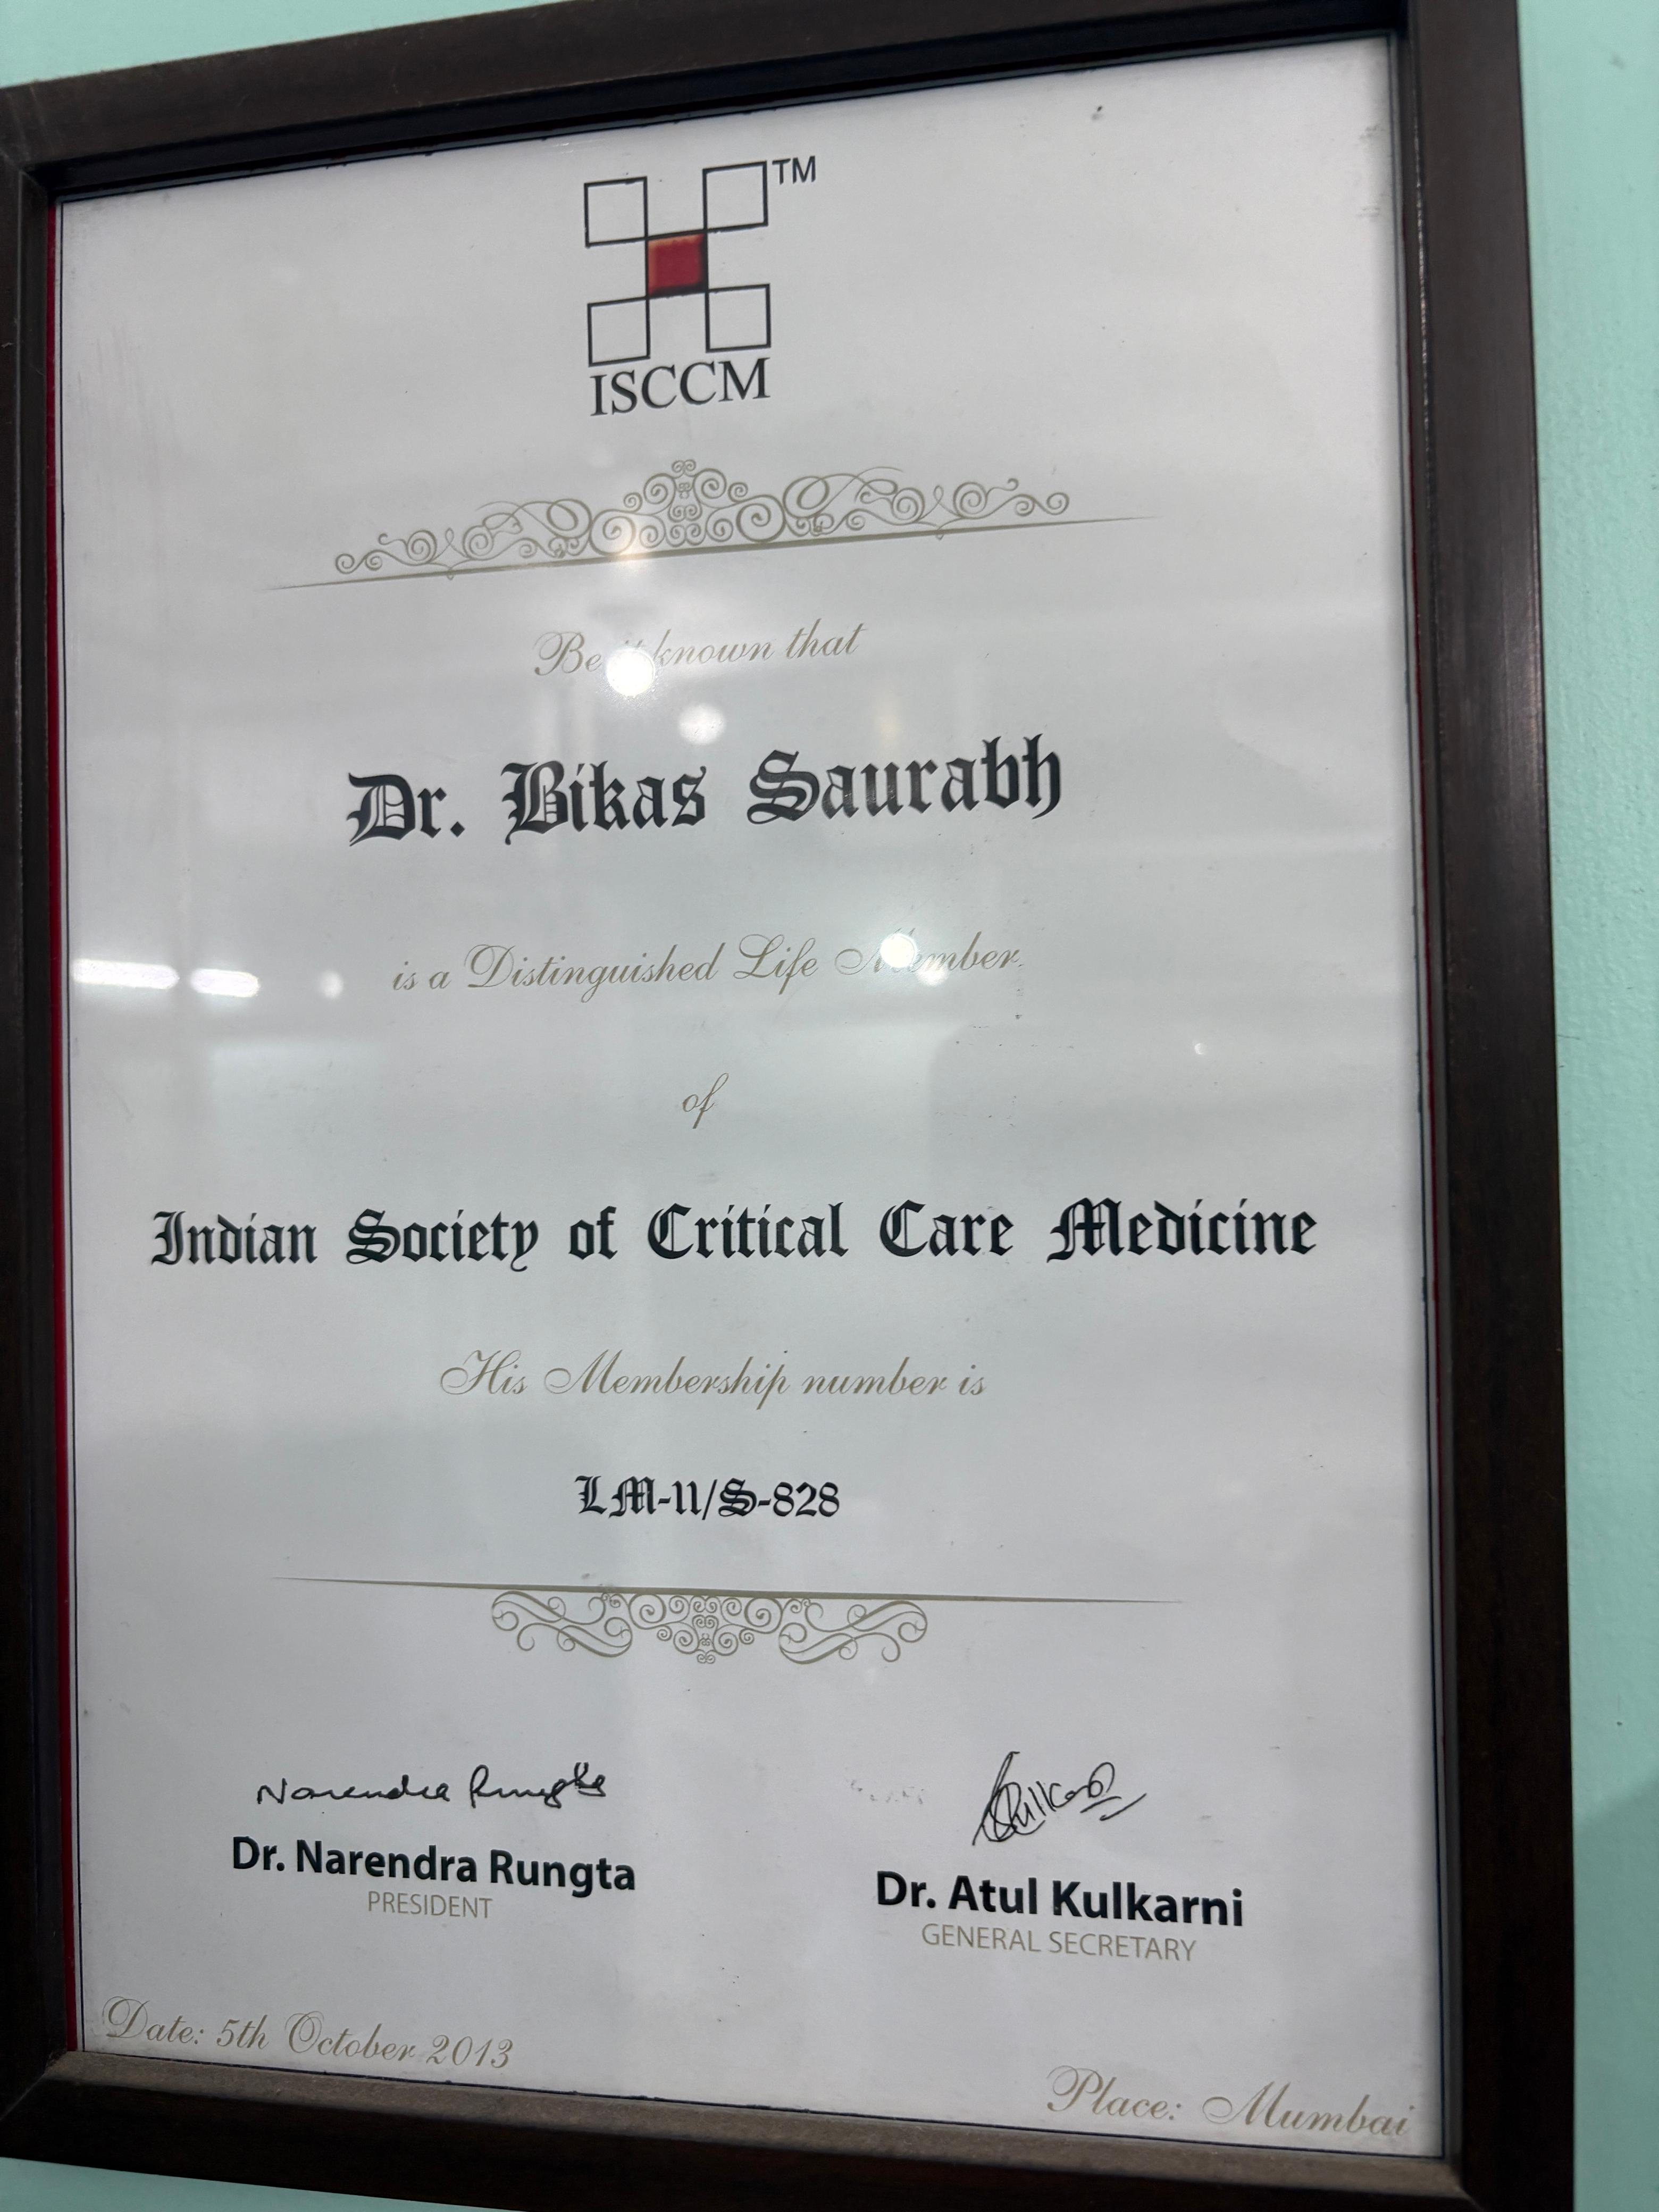 TM
ISCCM
Be it known that
Dr. Bikas Saurabh
is a Distinguished Life Member
of
Indian Society of Critical Care Medicine
His Membership number is
LM-11/S-828
Narendra Rungta
Kulkarni
Dr. Narendra Rungta
PRESIDENT
Dr. Atul Kulkarni
GENERAL SECRETARY
Date: 5th October 2013
Place: Mumbai